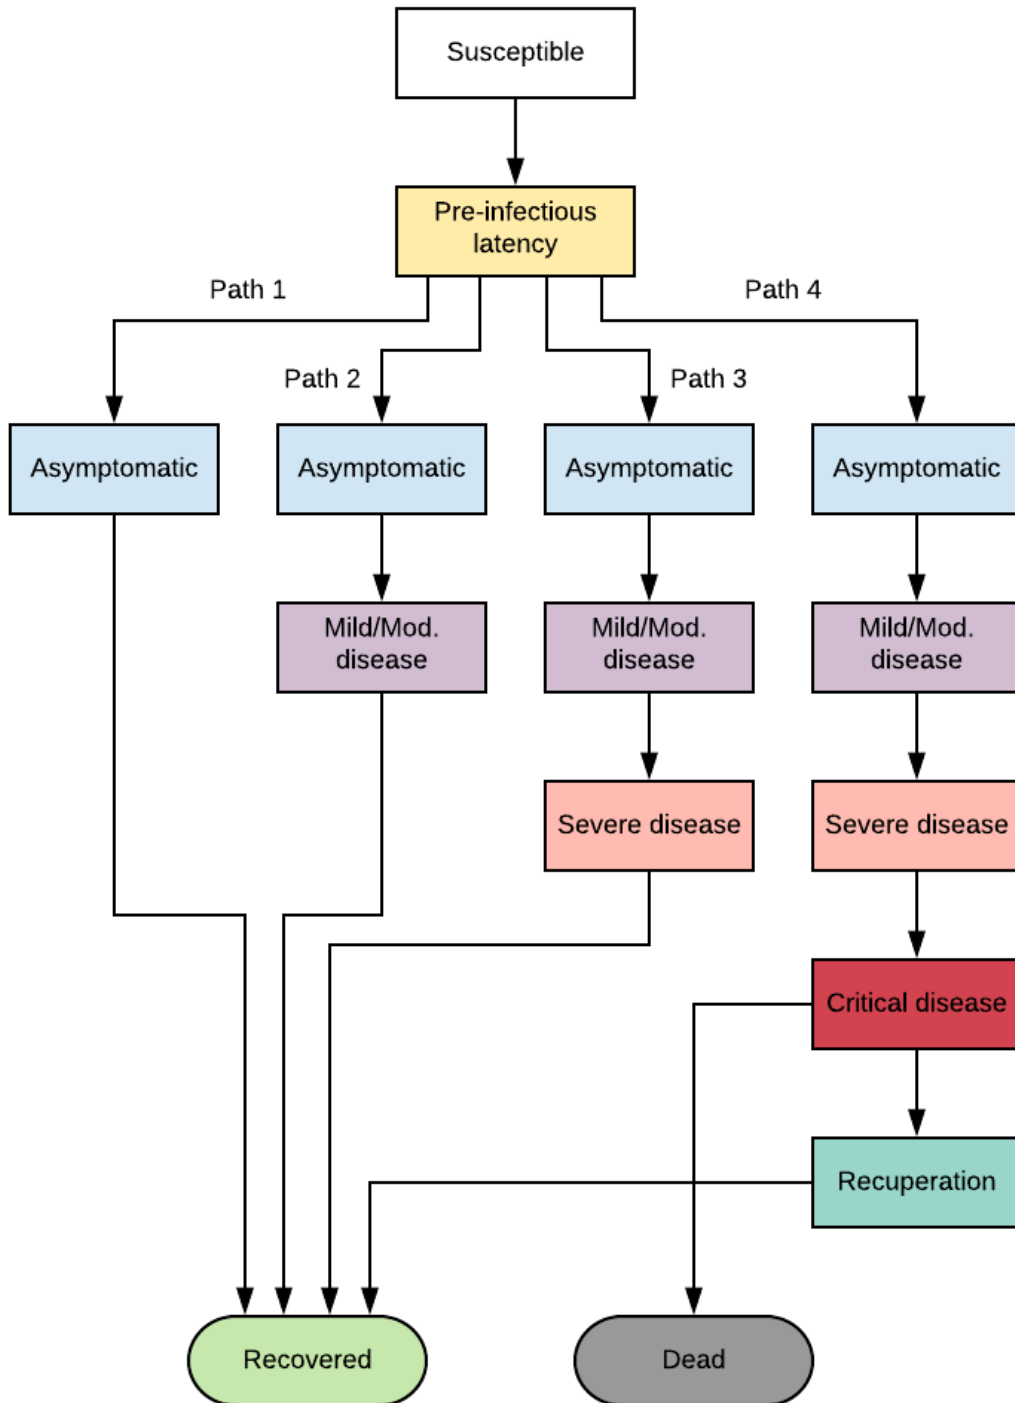 Susceptible
Pre-infectious
latency
Path 1
Path 4
Path 2
Path 3
Asymptomatic
Asymptomatic
Asymptomatic
Asymptomatic
Mild/Mod.
disease
Mild/Mod.
disease
Mild/Mod.
disease
Severe disease
Severe disease
Critical disease
Recuperation
Recovered
Dead